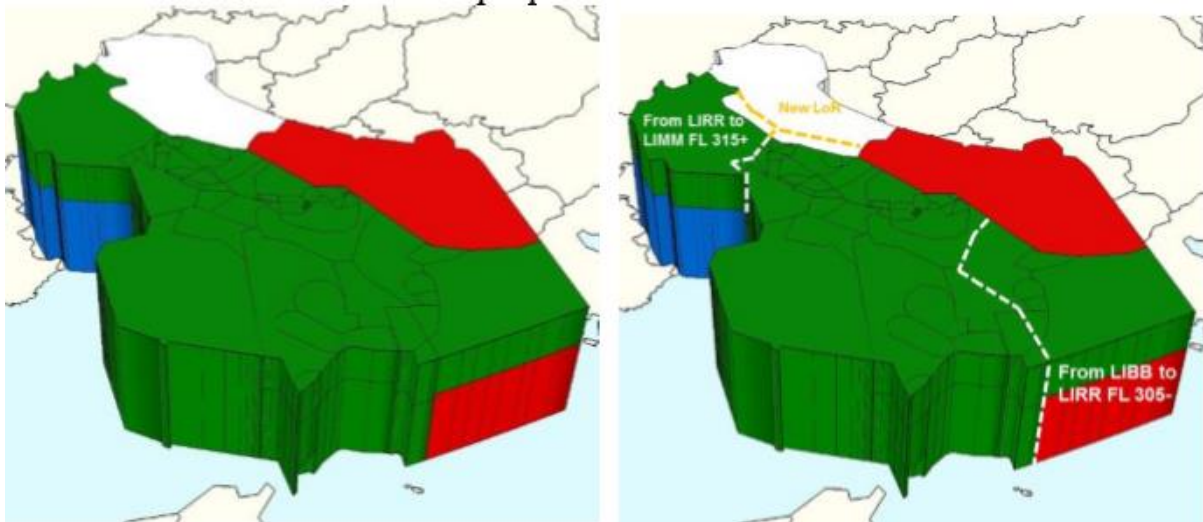 New LoR
From LIRR to
LIMM FL 315+
From LIBB to
LIRR FL 305-